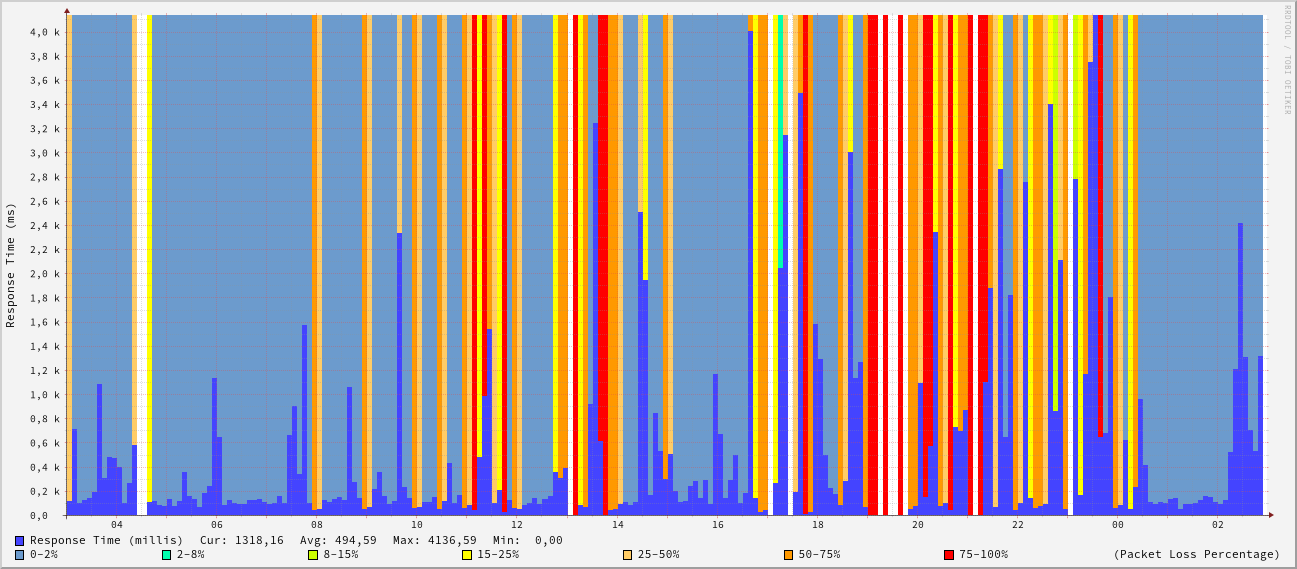 RRDTOOL / TOBI OETIKER
Response Time (ms)
4,0 k
3,8 k
3,6 k
3,4 k
3,2 k
3,0 k
2,8 k
2,6 k
2,4 k
2,2 k
2,0 k
1,8 k
1,6 k
1,4 k
1,2 k
1,0 k
0,8 k
0,6 k
0,4 k
0,2 k
0,0
04 06 08 10 12 14 16 18 20 22 00 02
Response Time (millis) Cur: 1318,16 Avg: 494,59 Max: 4136,59 Min: 0,00
0-2% 2-8% 8-15% 15-25% 25-50% 50-75% 75-100% (Packet Loss Percentage)